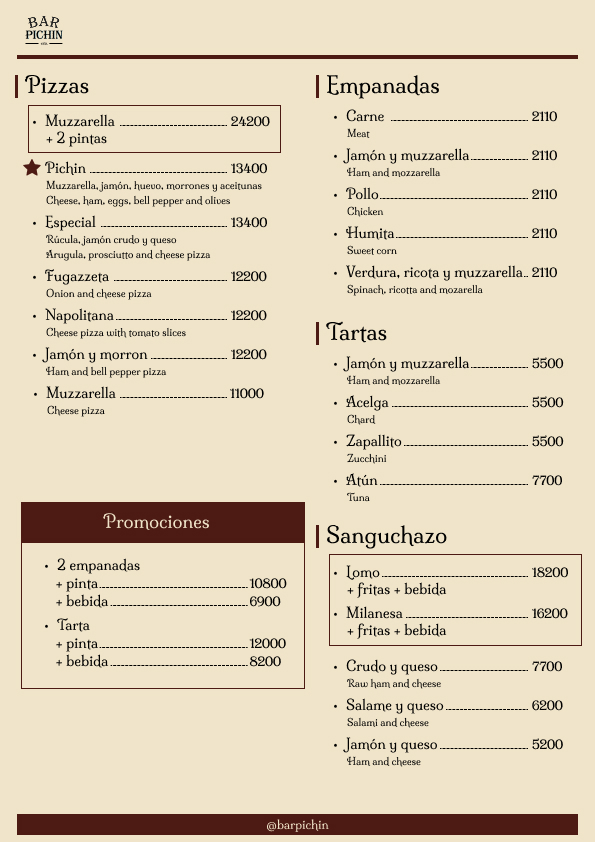 BAR
PICHIN
Pizzas
• Muzzarella 24200
+ 2 pintas
Pichin 13400
Muzzarella, jamón, huevo, morrones y aceitunas
Cheese, ham, eggs, bell pepper and olives
• Especial 13400
Rúcula, jamón crudo y queso
Arugula, prosciutto and cheese pizza
• Fugazzeta 12200
Onion and cheese pizza
• Napolitana 12200
Cheese pizza with tomato slices
• Jamón y morron 12200
Ham and bell pepper pizza
• Muzzarella 11000
Cheese pizza
Promociones
• 2 empanadas
+ pinta 10800
+ bebida 6900
• Tarta
+ pinta 12000
+ bebida 8200
Empanadas
• Carne 2110
Meat
• Jamón y muzzarella 2110
Ham and mozzarella
• Pollo 2110
Chicken
• Humita 2110
Sweet corn
• Verdura, ricota y muzzarella 2110
Spinach, ricotta and mozarella
Tartas
• Jamón y muzzarella 5500
Ham and mozzarella
• Acelga 5500
Chard
• Zapallito 5500
Zucchini
• Atún 7700
Tuna
Sanguchazo
• Lomo 18200
+ fritas + bebida
• Milanesa 16200
+ fritas + bebida
• Crudo y queso 7700
Raw ham and cheese
• Salame y queso 6200
Salami and cheese
• Jamón y queso 5200
Ham and cheese
@barpichin